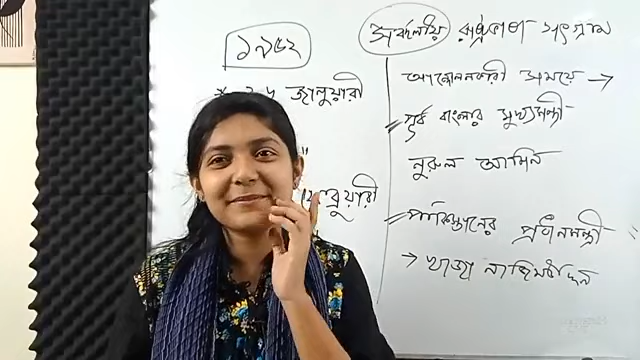 ১৯৫২
জানুয়ারী
ব্রুয়ারী
সর্বদলীয় রাষ্ট্রভাষা সংগ্রাম
আন্দোলনকারী সময়ে →
পূর্ব বাংলার মুখ্যমন্ত্রী
নুরুল আমিন
পাকিস্তানের প্রধানমন্ত্রী
→ খাজা নাজিমউদ্দিন